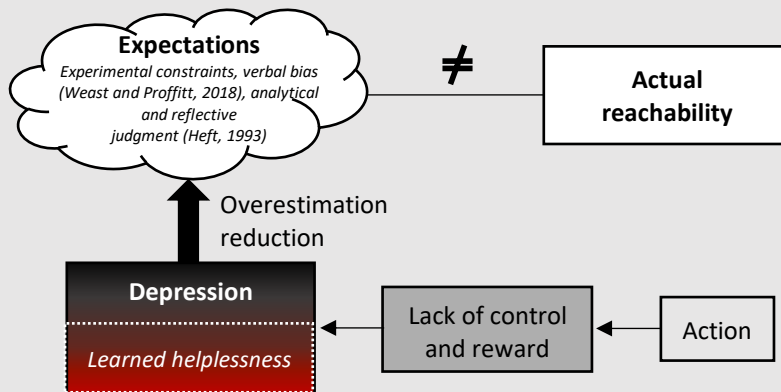 Expectations
Experimental constraints, verbal bias
(Weast and Proffitt, 2018), analytical
and reflective
judgment (Heft, 1993)
≠
Actual
reachability
Overestimation
reduction
Depression
Learned helplessness
Lack of control
and reward
Action